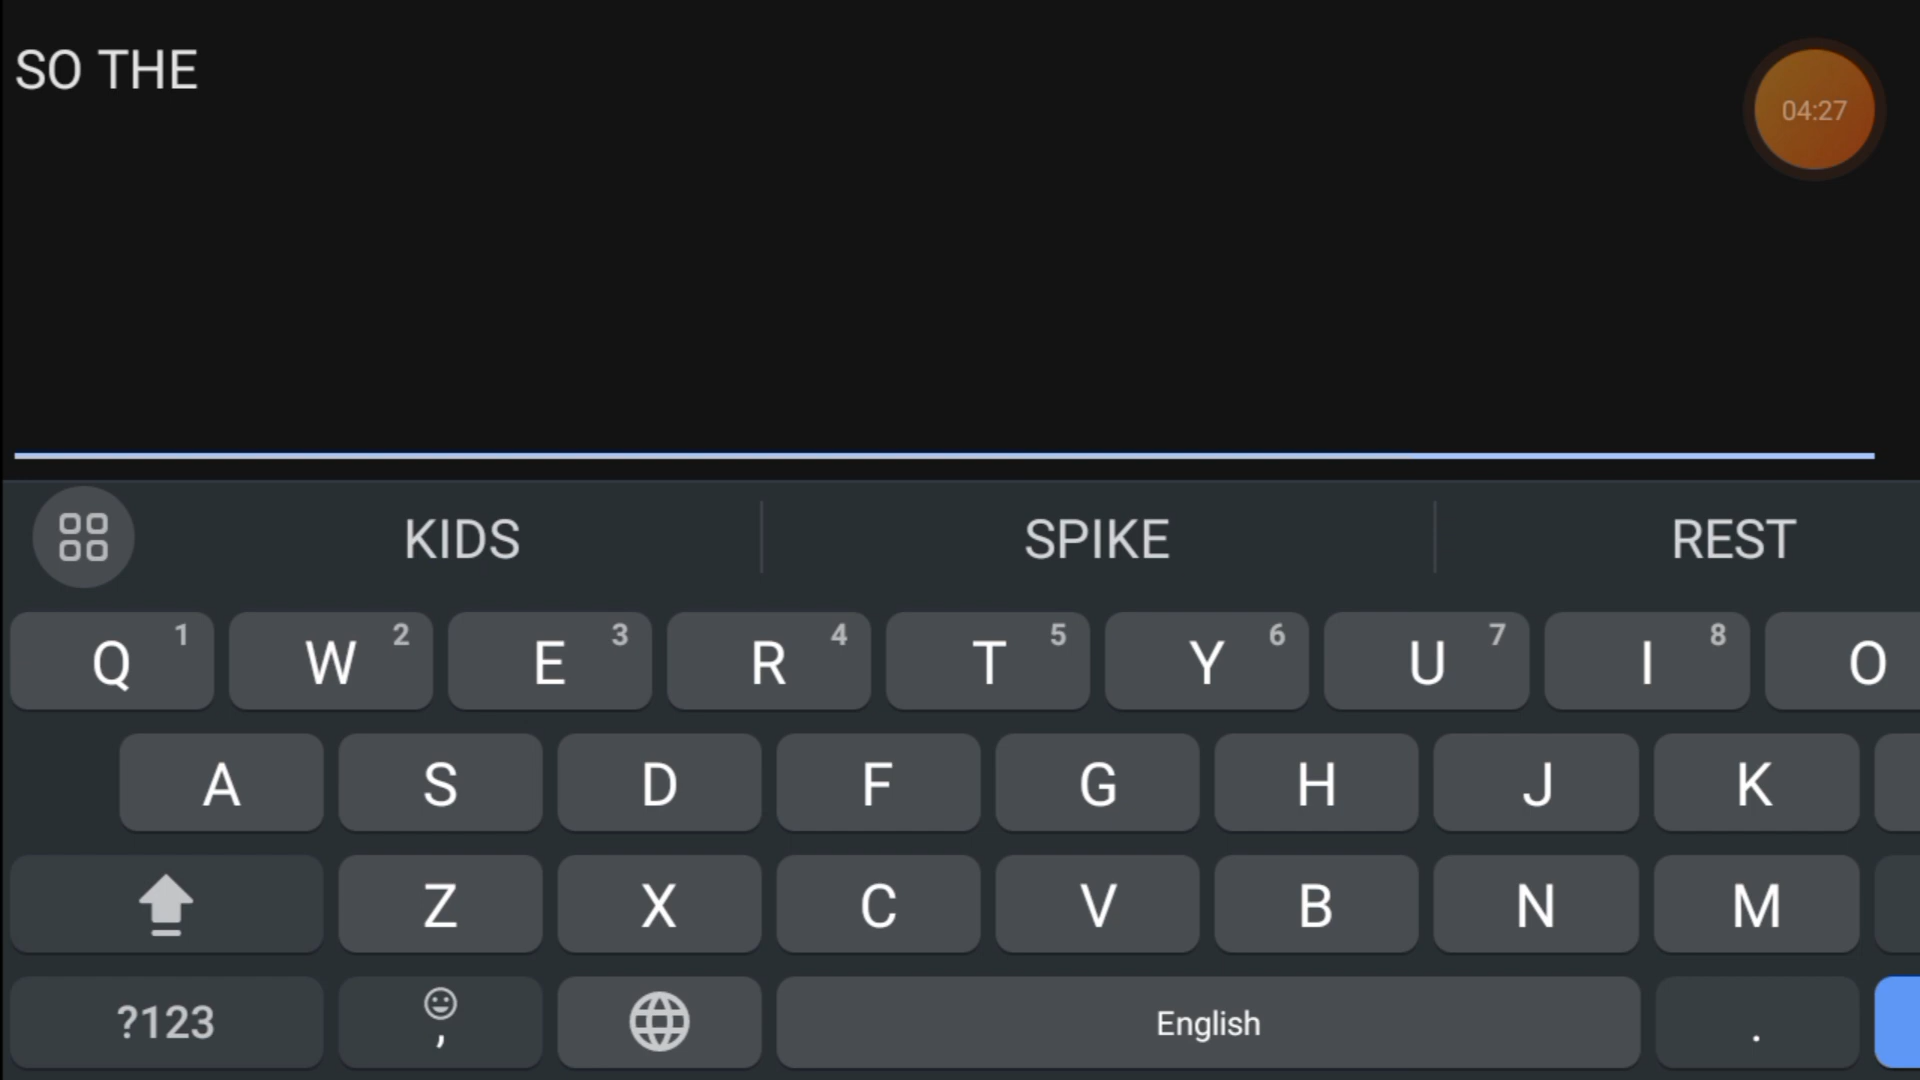 SO THE
04:27
KIDS SPIKE REST
Q 1 W 2 E 3 R 4 T 5 Y 6 U 7 I 8 O
A S D F G H J K
Z X C V B N M
?123 , English .